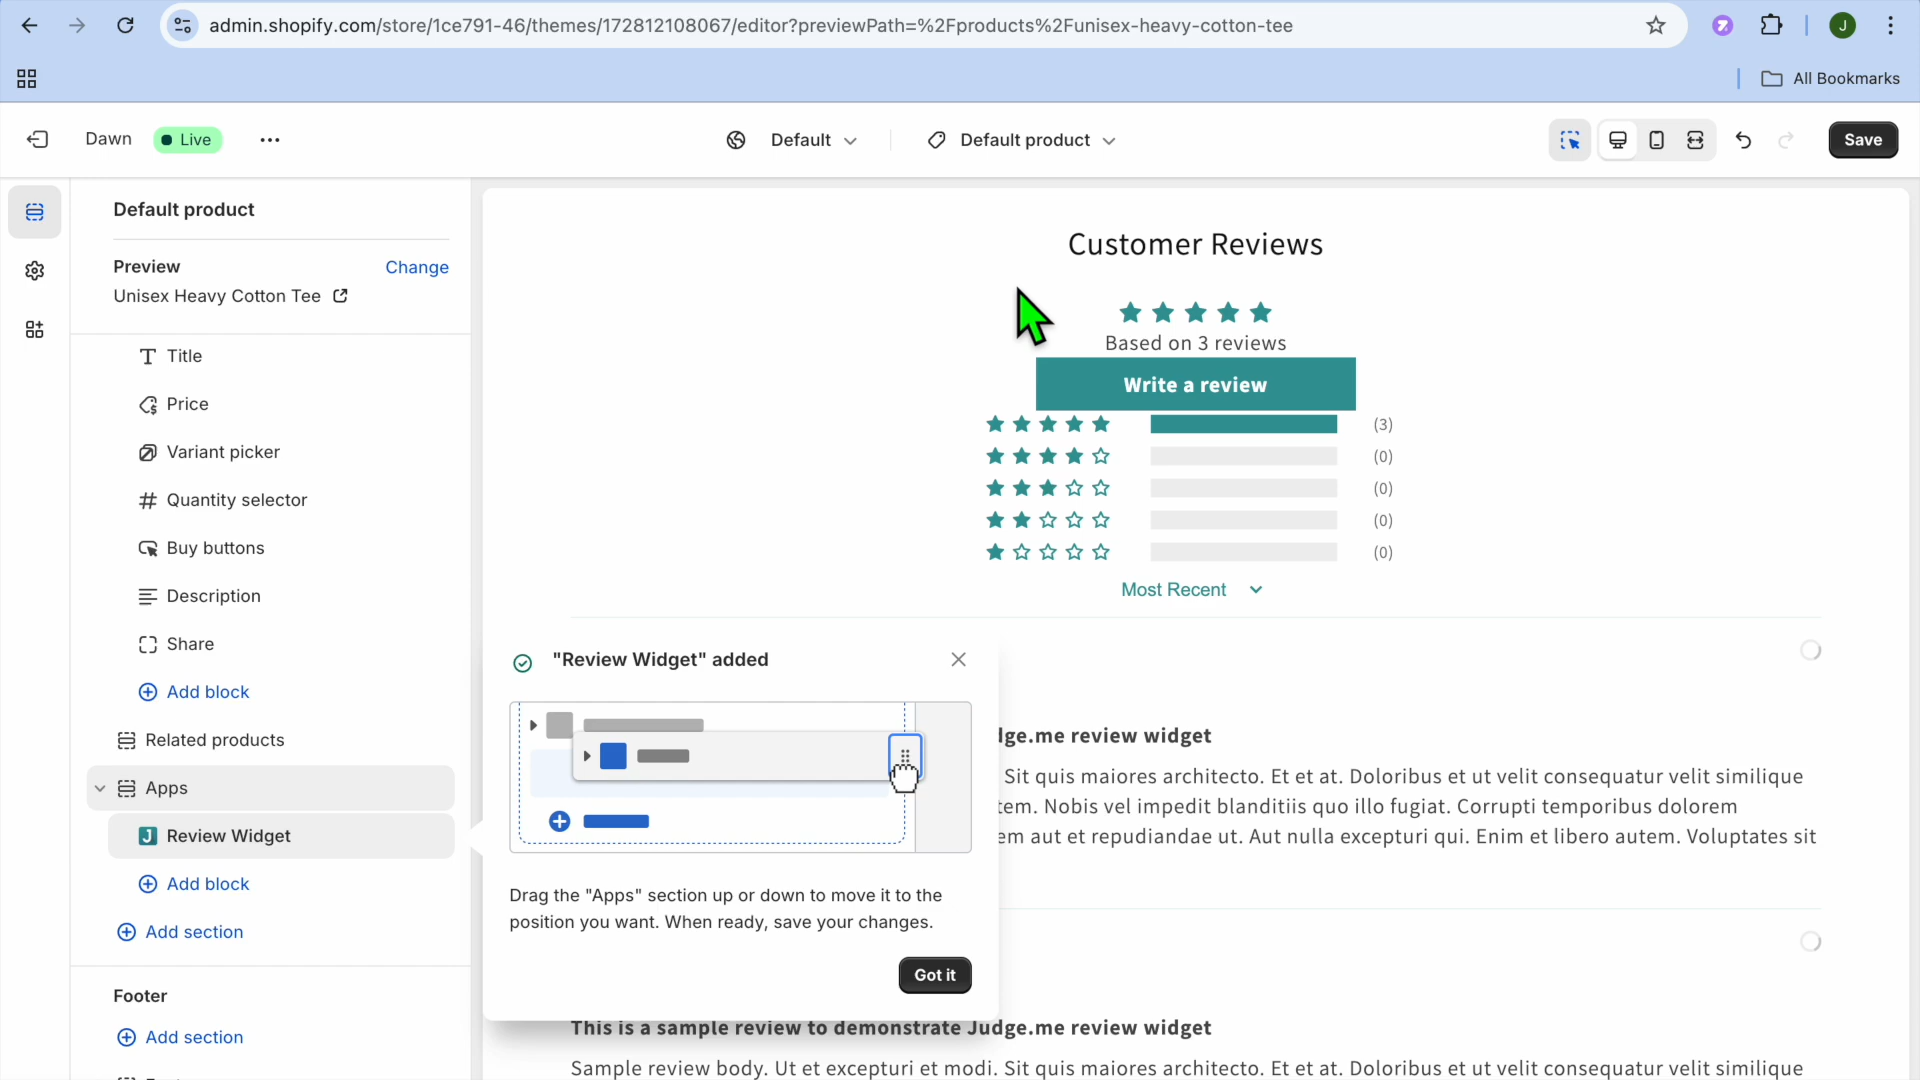 admin.shopify.com/store/1ce791-46/themes/172812108067/editor?previewPath=%2Fproducts%2Funisex-heavy-cotton-tee
J
All Bookmarks
Dawn
Live
Default
Default product
Save
Default product
Preview
Change
Unisex Heavy Cotton Tee
Title
Price
Variant picker
Quantity selector
Buy buttons
Description
Share
Add block
Related products
Apps
J Review Widget
Add block
Add section
Footer
Add section
Customer Reviews
Based on 3 reviews
Write a review
(3)
(0)
(0)
(0)
(0)
Most Recent
"Review Widget" added
Drag the "Apps" section up or down to move it to the
position you want. When ready, save your changes.
Got it
dge.me review widget
Sit quis maiores architecto. Et et at. Doloribus et ut velit consequatur velit similique
em. Nobis vel impedit blanditiis quo illo fugiat. Corrupti temporibus dolorem
em aut et repudiandae ut. Aut nulla excepturi qui. Enim et libero autem. Voluptates sit
This is a sample review to demonstrate Judge.me review widget
Sample review body. Ut et excepturi et modi. Sit quis maiores architecto. Et et at. Doloribus et ut velit consequatur velit similique